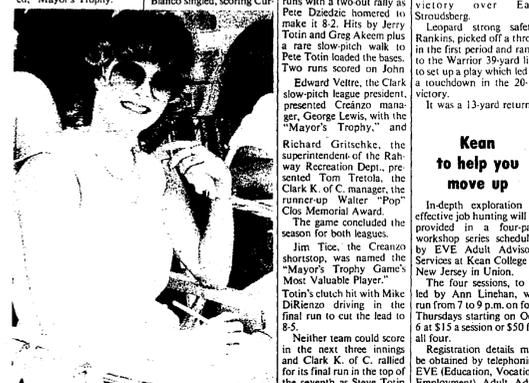 ed, "Mayor's Trophy."
Blanco singled, scoring Cur-
runs with a two-out rally as
Pete Dziedzic homered to
make it 8-2. Hits by Jerry
Totin and Greg Akeem plus
a rare slow-pitch walk to
Pete Totin loaded the bases.
Two runs scored on John
Edward Veltre, the Clark
slow-pitch league president,
presented Creanzo mana-
ger, George Lewis, with the
"Mayor's Trophy," and
Richard Gritschke, the
superintendent of the Rah-
way Recreation Dept., pre-
sented Tom Tretola, the
Clark K. of C. manager, the
runner-up Walter "Pop"
Clos Memorial Award.
The game concluded the
season for both leagues.
Jim Tice, the Creanzo
shortstop, was named the
"Mayor's Trophy Game's
Most Valuable Player."
Totin's clutch hit with Mike
DiRienzo driving in the
final run to cut the lead to
8-5.
Neither team could score
in the next three innings
and Clark K. of C. rallied
for its final run in the top of
the seventh as Steve Totin
victory over Ea
Stroudsberg.
Leopard strong safet
Rankins, picked off a thro
in the first period and ran
to the Warrior 39-yard li
to set up a play which led
a touchdown in the 20-
victory.
It was a 13-yard return
Kean
to help you
move up
In-depth exploration
effective job hunting will
provided in a four-pa
workshop series schedul
by EVE Adult Adviso
Services at Kean College
New Jersey in Union.
The four sessions, to
led by Ann Linehan, w
run from 7 to 9 p.m. on fo
Thursdays starting on Oc
6 at $15 a session or $50 f
all four.
Registration details m
be obtained by telephoni
EVE (Education, Vocati
Employment) Adult Ad